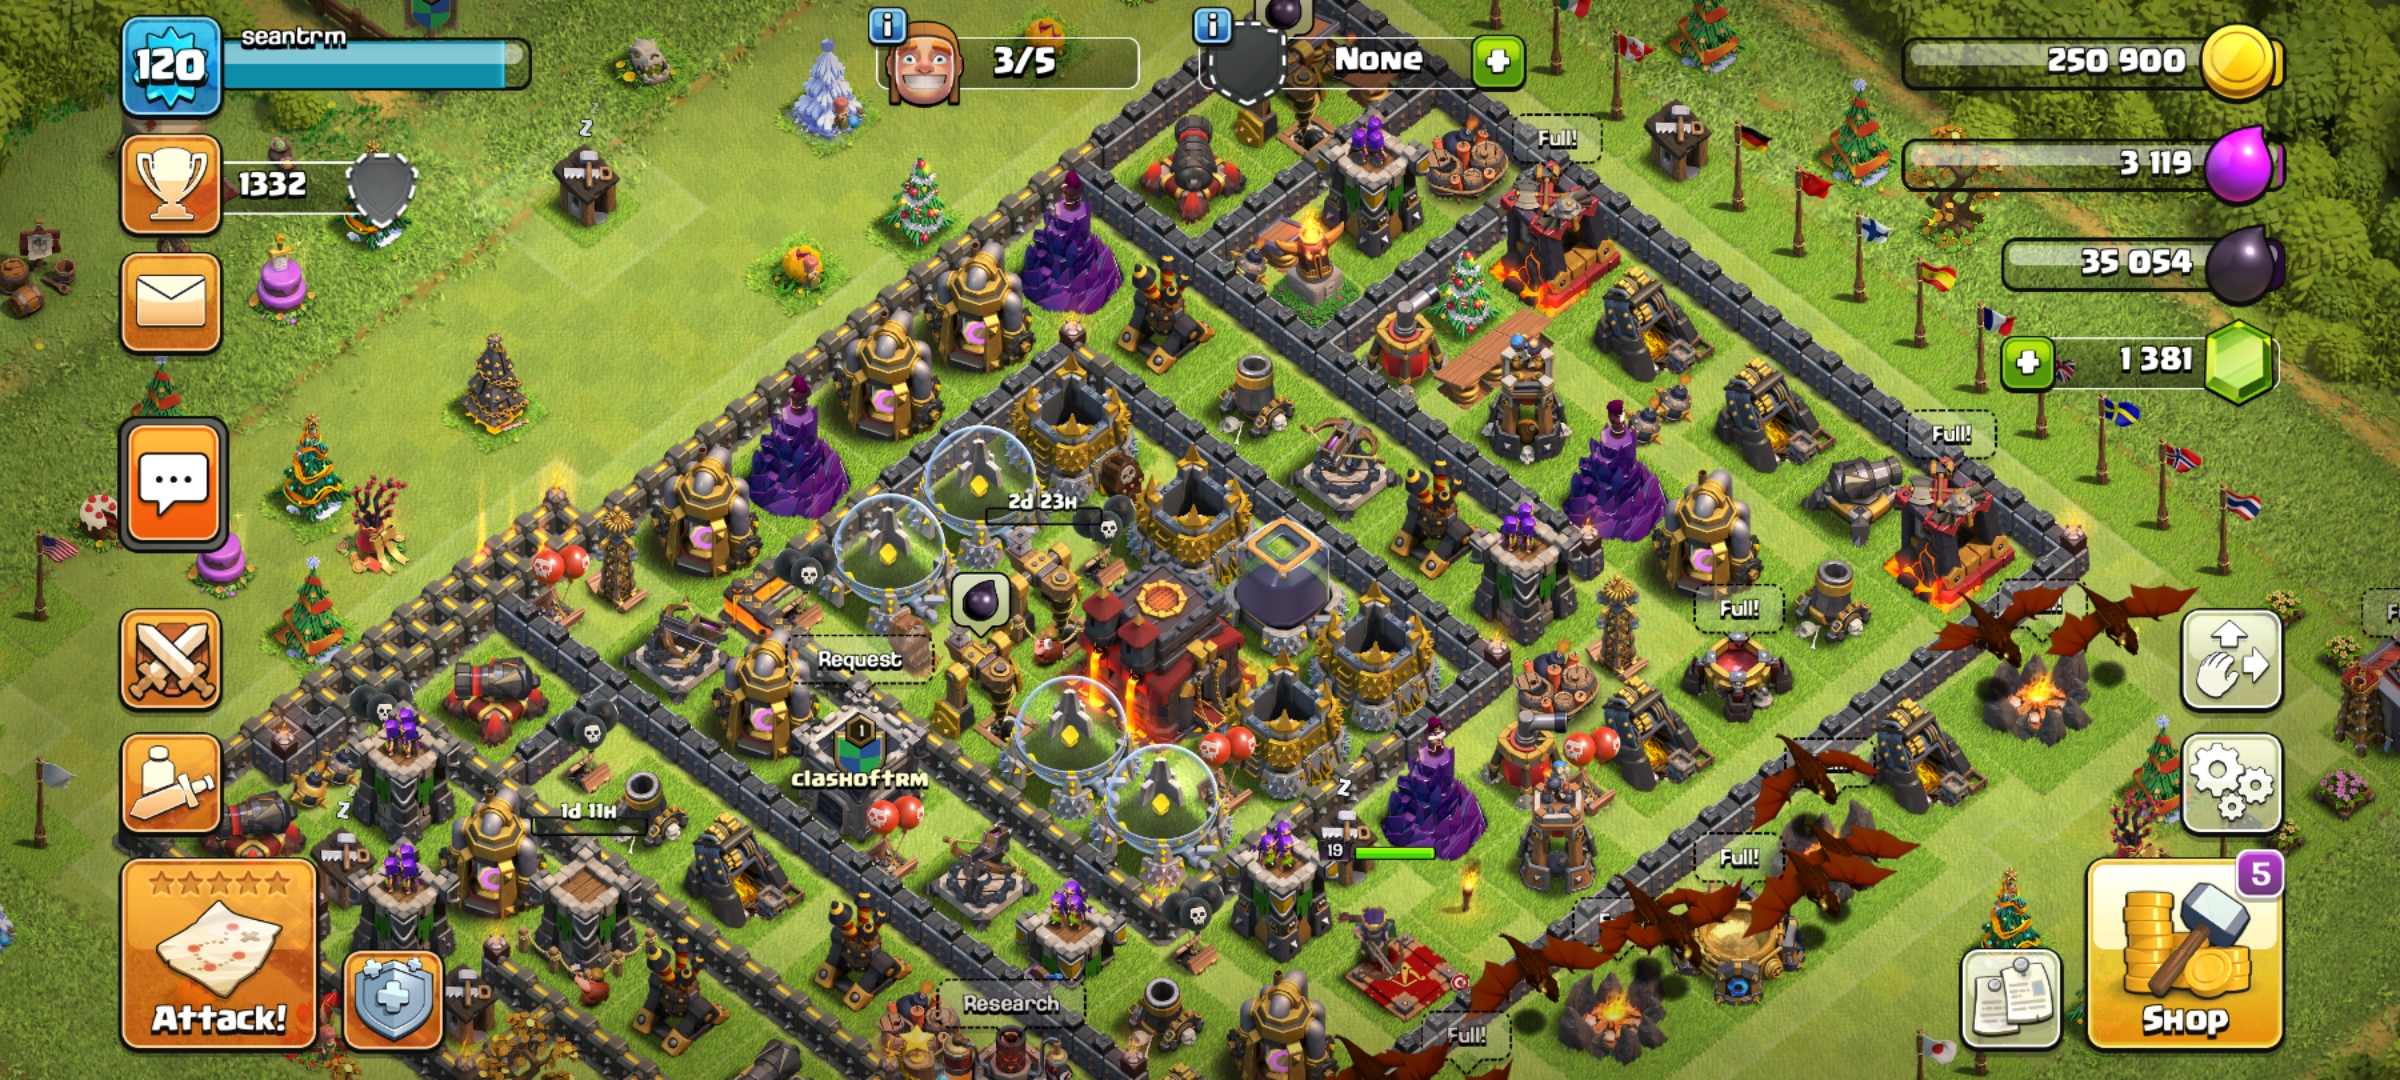 120
seantrm
3/5
None
250 900
1332
3 119
35 054
1 381
Full!
Full!
2d 23H
Full!
Request
1
clashoftrm
1d 11H
Z
Z
Z
19
Full!
5
Attack!
Research
Full!
Shop